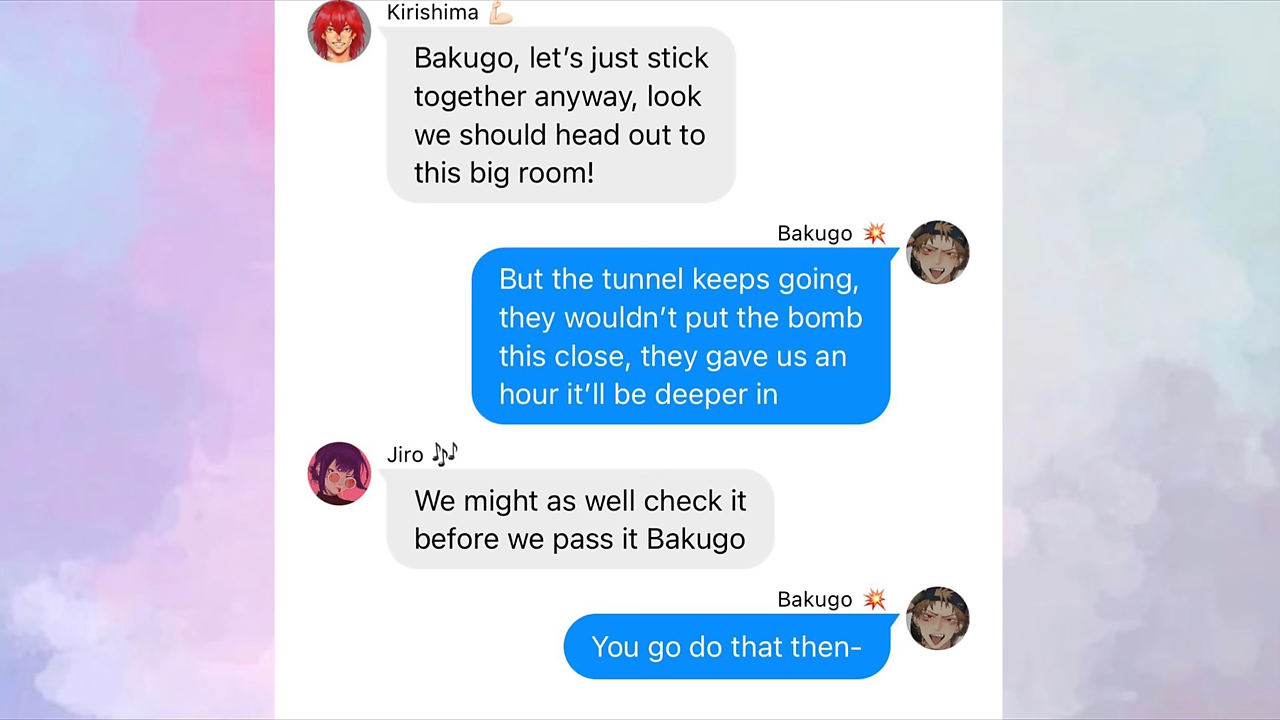 Kirishima 💪🏻
Bakugo, let’s just stick
together anyway, look
we should head out to
this big room!
Bakugo 💥
But the tunnel keeps going,
they wouldn’t put the bomb
this close, they gave us an
hour it’ll be deeper in
Jiro 🎶
We might as well check it
before we pass it Bakugo
Bakugo 💥
You go do that then-